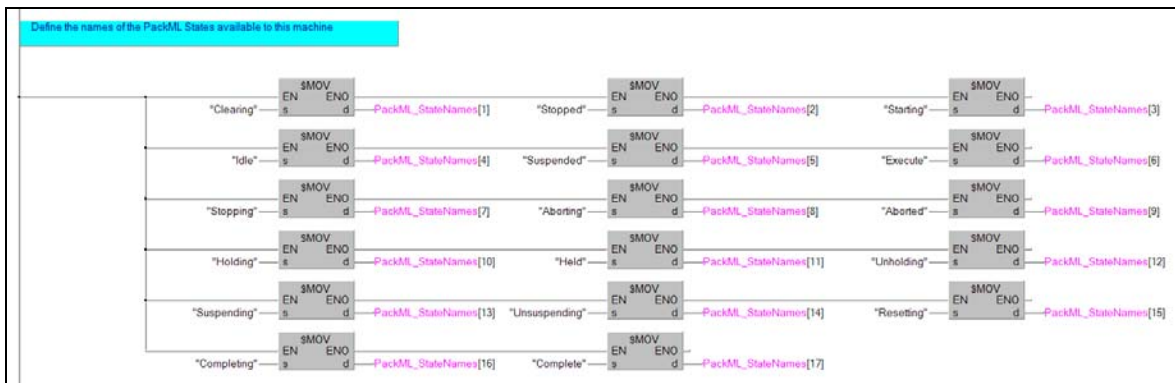 Define the names of the PackML States available to this machine
$MOV $MOV $MOV
EN ENO EN ENO EN ENO
"Clearing" s d PackML_StateNames[1] "Stopped" s d PackML_StateNames[2] "Starting" s d PackML_StateNames[3]
$MOV $MOV $MOV
EN ENO EN ENO EN ENO
"Idle" s d PackML_StateNames[4] "Suspended" s d PackML_StateNames[5] "Execute" s d PackML_StateNames[6]
$MOV $MOV $MOV
EN ENO EN ENO EN ENO
"Stopping" s d PackML_StateNames[7] "Aborting" s d PackML_StateNames[8] "Aborted" s d PackML_StateNames[9]
$MOV $MOV $MOV
EN ENO EN ENO EN ENO
"Holding" s d PackML_StateNames[10] "Held" s d PackML_StateNames[11] "Unholding" s d PackML_StateNames[12]
$MOV $MOV $MOV
EN ENO EN ENO EN ENO
"Suspending" s d PackML_StateNames[13] "Unsuspending" s d PackML_StateNames[14] "Resetting" s d PackML_StateNames[15]
$MOV $MOV
EN ENO EN ENO
"Completing" s d PackML_StateNames[16] "Complete" s d PackML_StateNames[17]